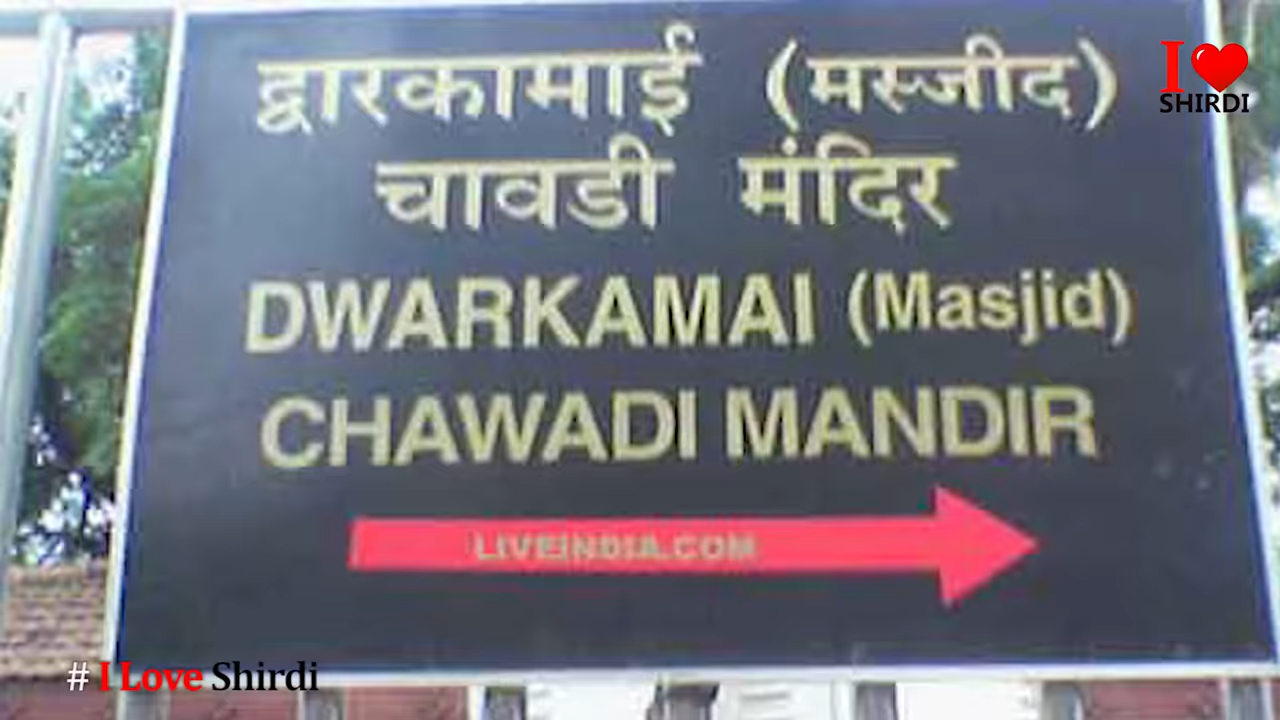 द्वारकामाई (मस्जीद)
चावडी मंदिर
DWARKAMAI (Masjid)
CHAWADI MANDIR
LIVEINDIA.COM
I ❤
SHIRDI
# I Love Shirdi